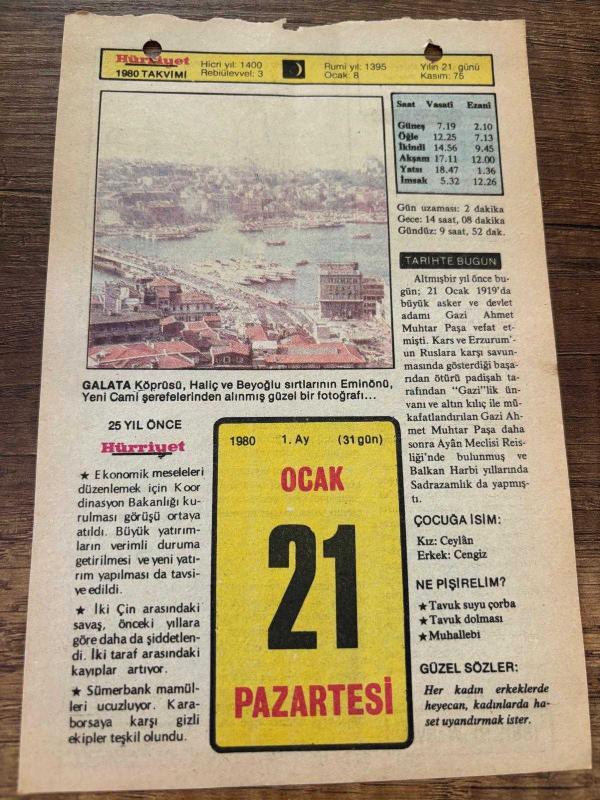 Hürriyet
1980 TAKVİMİ
Hicri yıl: 1400
Rebiülevvel: 3
Rumi yıl: 1395
Ocak: 8
Yılın 21. günü
Kasım: 75
Saat Vasati Ezani
Güneş 7.19 2.10
Öğle 12.25 7.13
İkindi 14.56 9.45
Akşam 17.11 12.00
Yatsı 18.47 1.36
İmsak 5.32 12.26
Gün uzaması: 2 dakika
Gece: 14 saat, 08 dakika
Gündüz: 9 saat, 52 dak.
TARİHTE BUGÜN
Altmışbir yıl önce bu-
gün; 21 Ocak 1919'da
büyük asker ve devlet
adamı Gazi Ahmet
Muhtar Paşa vefat et-
mişti. Kars ve Erzurum'-
un Ruslara karşı savun-
masında gösterdiği başa-
rıdan ötürü padişah ta-
rafından "Gazi"lik ün-
vanı ve altın kılıç ile mü-
kafatlandırılan Gazi Ah-
met Muhtar Paşa daha
sonra Ayân Meclisi Reis-
liği'nde bulunmuş ve
Balkan Harbi yıllarında
Sadrazamlık da yapmış-
tı.
GALATA Köprüsü, Haliç ve Beyoğlu sırtlarının Eminönü,
Yeni Cami şerefelerinden alınmış güzel bir fotoğrafı...
25 YIL ÖNCE
Hürriyet
★ Ekonomik meseleleri
düzenlemek için Koor
dinasyon Bakanlığı ku-
rulması görüşü ortaya
atıldı. Büyük yatırım-
ların verimli duruma
getirilmesi ve yeni yatı-
rım yapılması da tavsi-
ye edildi.
★ İki Çin arasındaki
savaş, önceki yıllara
göre daha da şiddetlen-
di. İki taraf arasındaki
kayıplar artıyor.
★ Sümerbank mamül-
leri ucuzluyor. Kara-
borsaya karşı gizli
ekipler teşkil olundu.
1980 1. Ay (31 gün)
OCAK
21
PAZARTESİ
ÇOCUĞA İSİM:
Kız: Ceylân
Erkek: Cengiz
NE PİŞİRELİM?
★ Tavuk suyu çorba
★ Tavuk dolması
★ Muhallebi
GÜZEL SÖZLER:
Her kadın erkeklerde
heyecan, kadınlarda ha-
set uyandırmak ister.